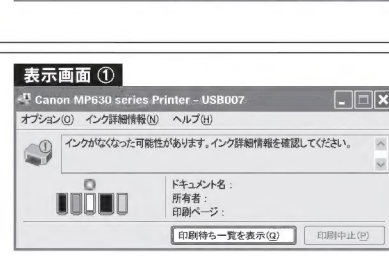 表示画面 ①
Canon MP630 series Printer - USB007
オプション(O) インク詳細情報(N) ヘルプ(H)
インクがなくなった可能性があります。インク詳細情報を確認してください。
ドキュメント名 :
所有者 :
印刷ページ :
印刷待ち一覧を表示(Q) 印刷中止(P)